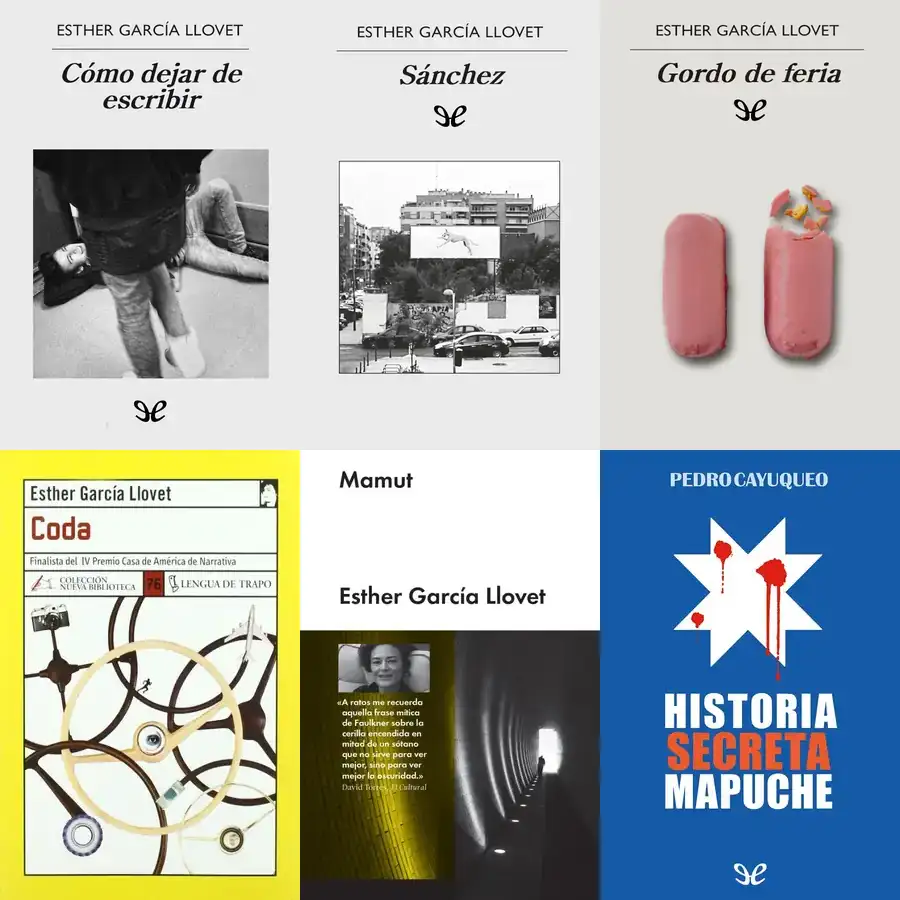 ESTHER GARCÍA LLOVET
Cómo dejar de
escribir
ESTHER GARCÍA LLOVET
Sánchez
ESTHER GARCÍA LLOVET
Gordo de feria
Esther García Llovet
Coda
Finalista del IV Premio Casa de América de Narrativa
COLECCIÓN
NUEVA BIBLIOTECA
76
LENGUA DE TRAPO
Mamut
Esther García Llovet
«A ratos me recuerda
aquella frase mítica
de Faulkner sobre la
cerilla encendida en
mitad de un sótano
que no sirve para ver
mejor, sino para ver
mejor la oscuridad.»
David Torres, El Cultural
PEDRO CAYUQUEO
HISTORIA
SECRETA
MAPUCHE